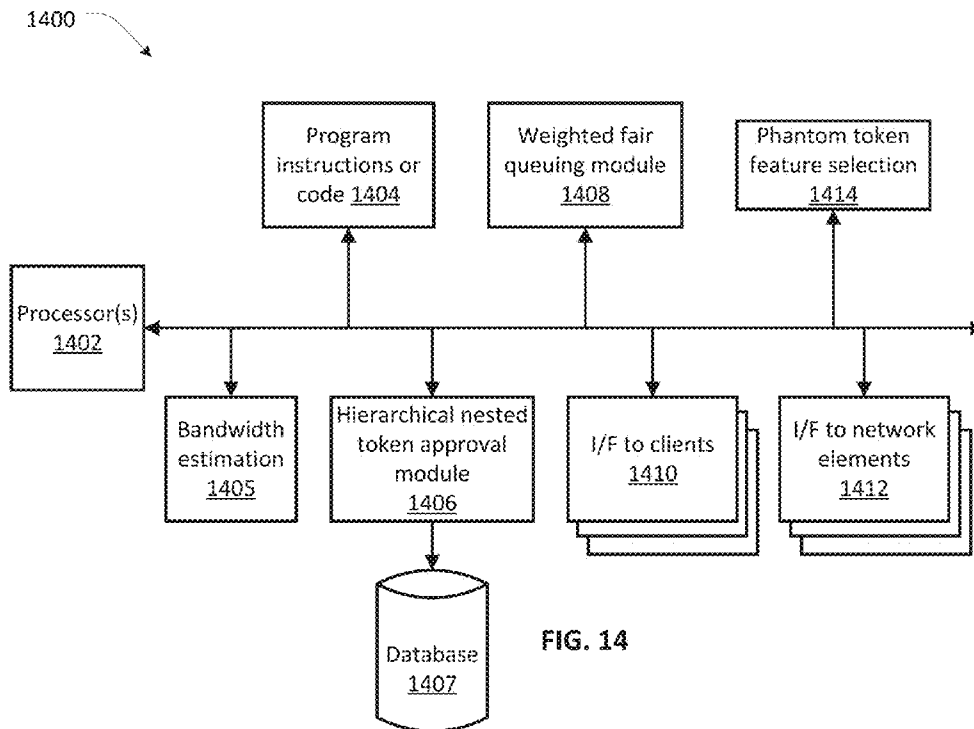 1400
Program
instructions or
code 1404
Weighted fair
queuing module
1408
Phantom token
feature selection
1414
Processor(s)
1402
Bandwidth
estimation
1405
Hierarchical nested
token approval
module
1406
I/F to clients
1410
I/F to network
elements
1412
Database
1407
FIG. 14